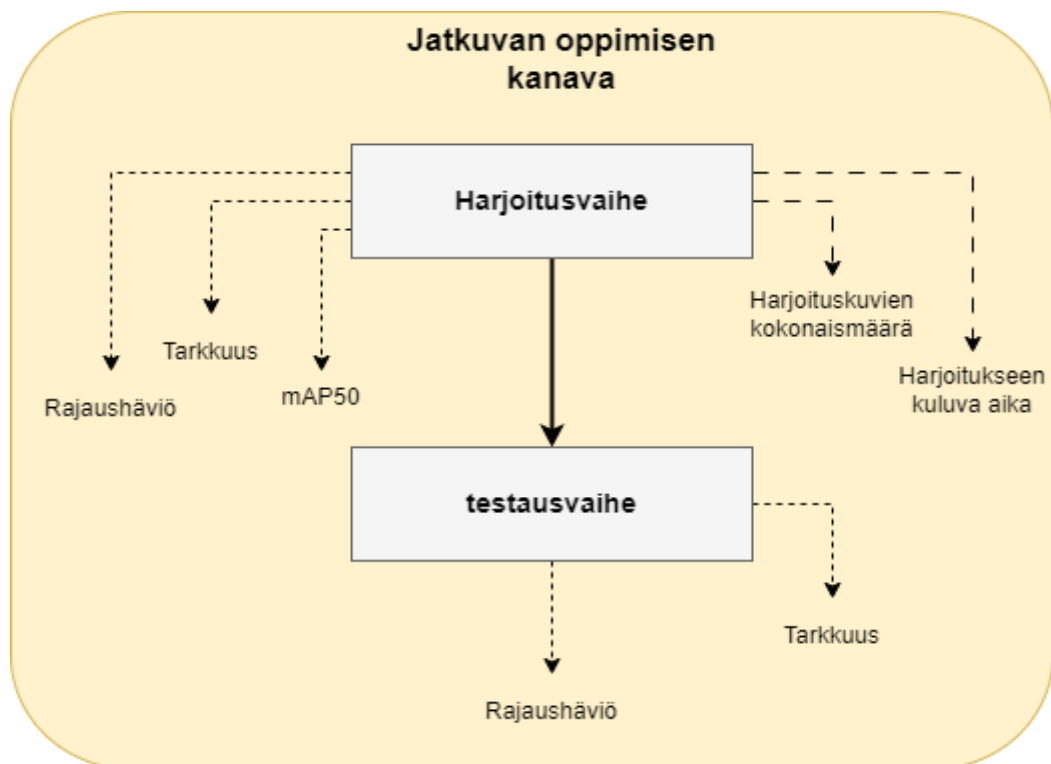 Jatkuvan oppimisen
kanava
Harjoitusvaihe
Harjoituskuvien
kokonaismäärä
Tarkkuus
Harjoitukseen
kuluva aika
mAP50
Rajaushäviö
testausvaihe
Tarkkuus
Rajaushäviö